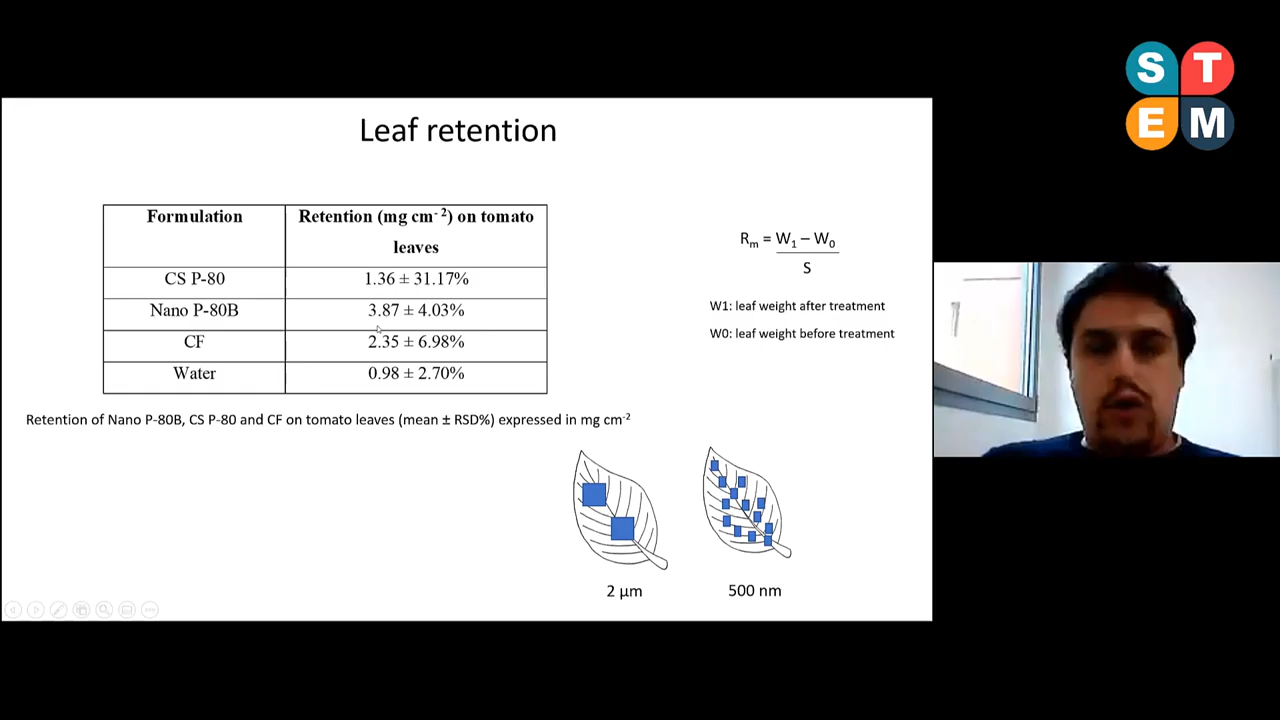 S T
E M
Leaf retention
Formulation Retention (mg cm⁻²) on tomato
leaves
CS P-80 1.36 ± 31.17%
Nano P-80B 3.87 ± 4.03%
CF 2.35 ± 6.98%
Water 0.98 ± 2.70%
Retention of Nano P-80B, CS P-80 and CF on tomato leaves (mean ± RSD%) expressed in mg cm⁻²
Rₘ = W₁ – W₀
S
W1: leaf weight after treatment
W0: leaf weight before treatment
2 µm 500 nm